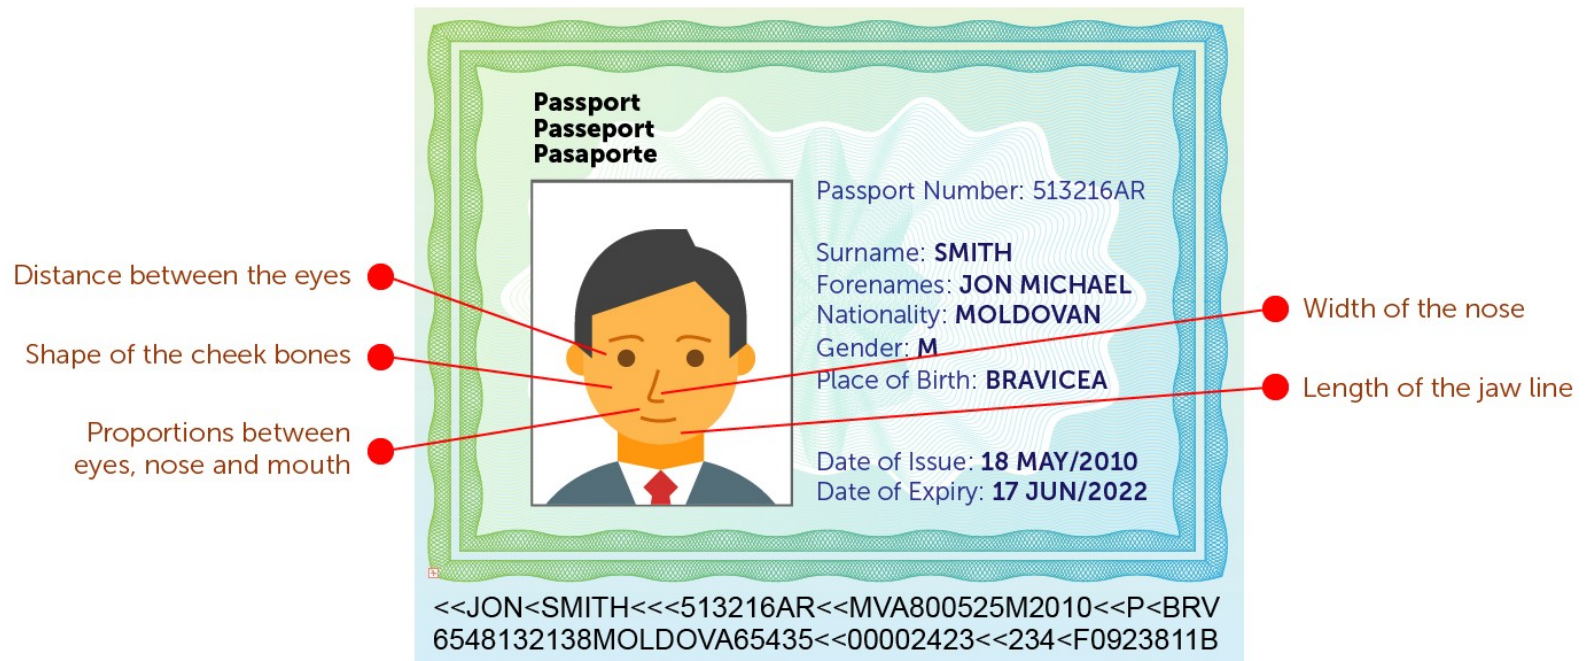 Passport
Passeport
Pasaporte
Passport Number: 513216AR
Surname: SMITH
Forenames: JON MICHAEL
Nationality: MOLDOVAN
Gender: M
Place of Birth: BRAVICEA
Date of Issue: 18 MAY/2010
Date of Expiry: 17 JUN/2022
<<JON<SMITH<<<513216AR<<MVA800525M2010<<P<BRV
6548132138MOLDOVA65435<<00002423<<234<F0923811B
Distance between the eyes
Shape of the cheek bones
Proportions between
eyes, nose and mouth
Width of the nose
Length of the jaw line